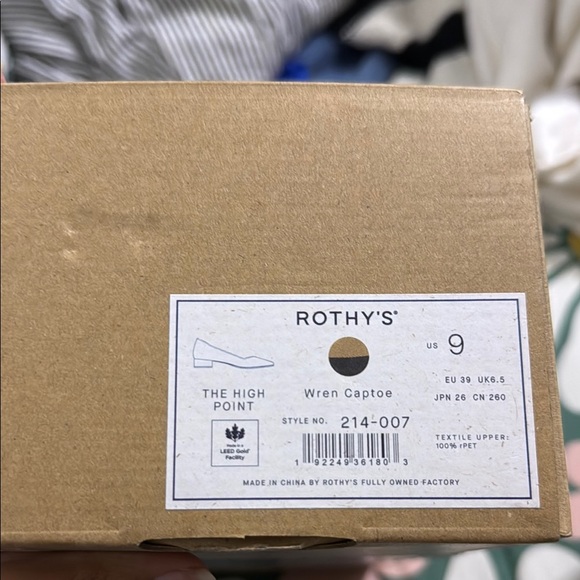 ROTHY'S®
US 9
THE HIGH
POINT
Wren Captoe
EU 39 UK6.5
JPN 26 CN 260
STYLE NO. 214-007
Made in a
LEED Gold®
Facility
1 92249 36180 3
TEXTILE UPPER:
100% rPET
MADE IN CHINA BY ROTHY'S FULLY OWNED FACTORY